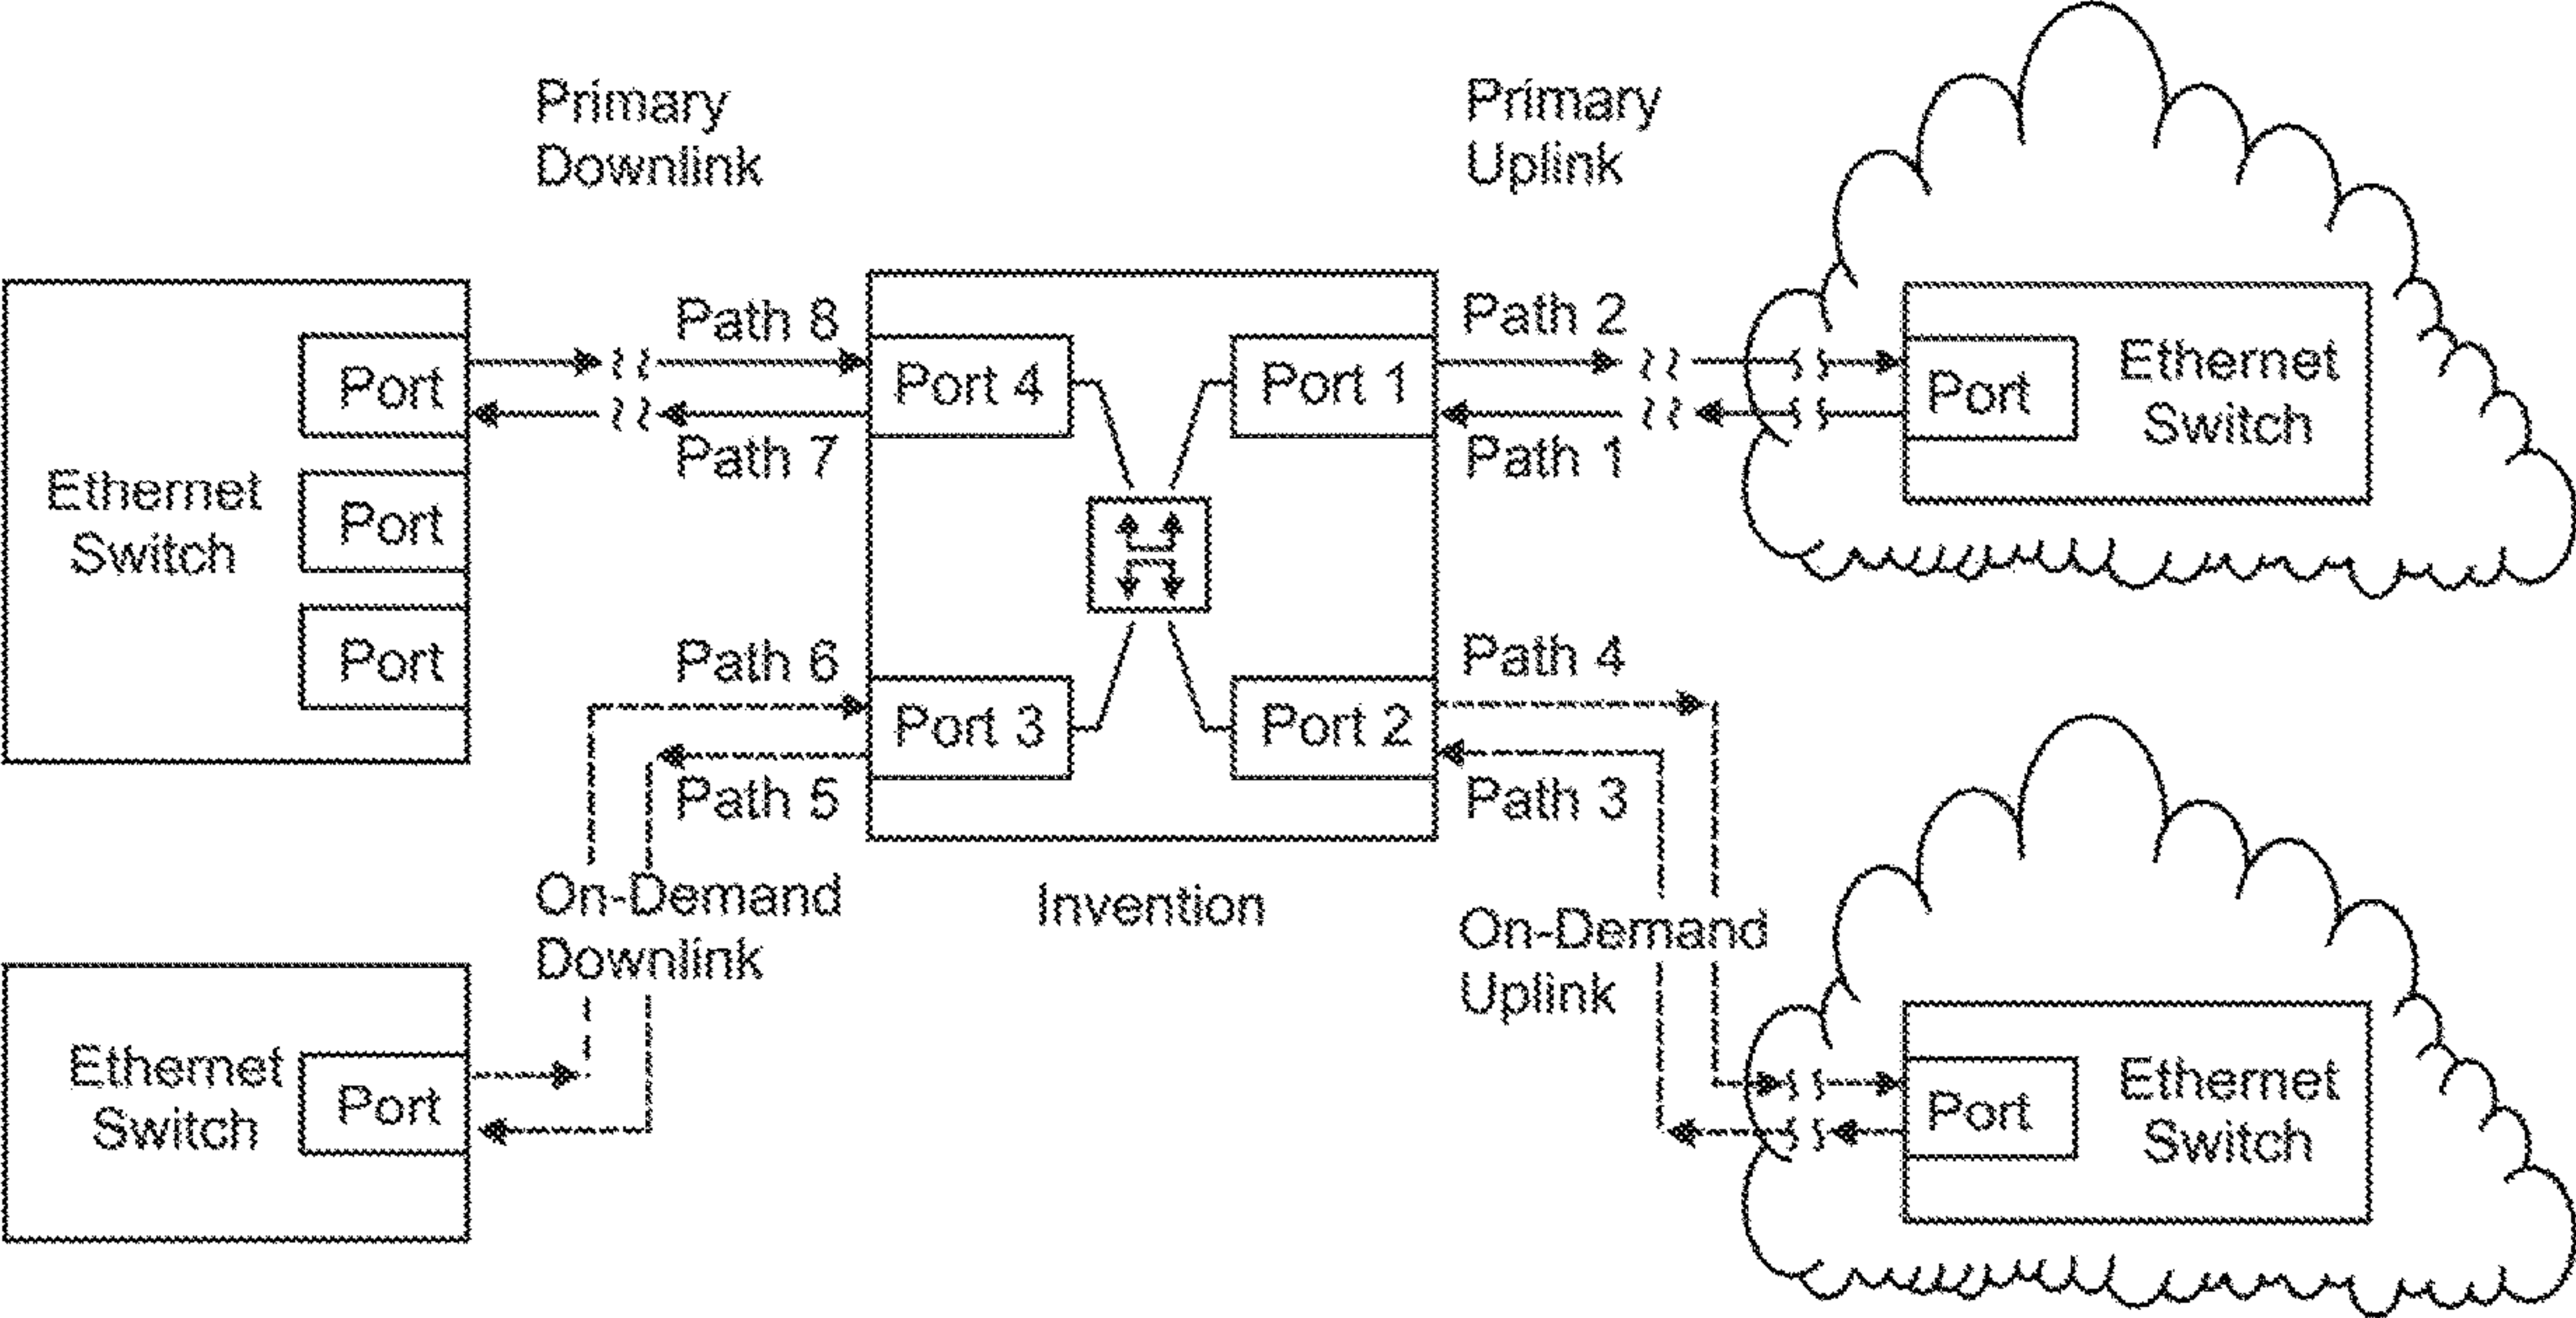 Primary
Downlink
Primary
Uplink
Path 8
Path 2
Port
Port 4
Port 1
Port
Ethernet
Switch
Path 7
Path 1
Ethernet
Switch
Port
Port
Path 6
Path 4
Port 3
Port 2
Path 5
Path 3
On-Demand
Downlink
Invention
On-Demand
Uplink
Ethernet
Switch
Port
Port
Ethernet
Switch